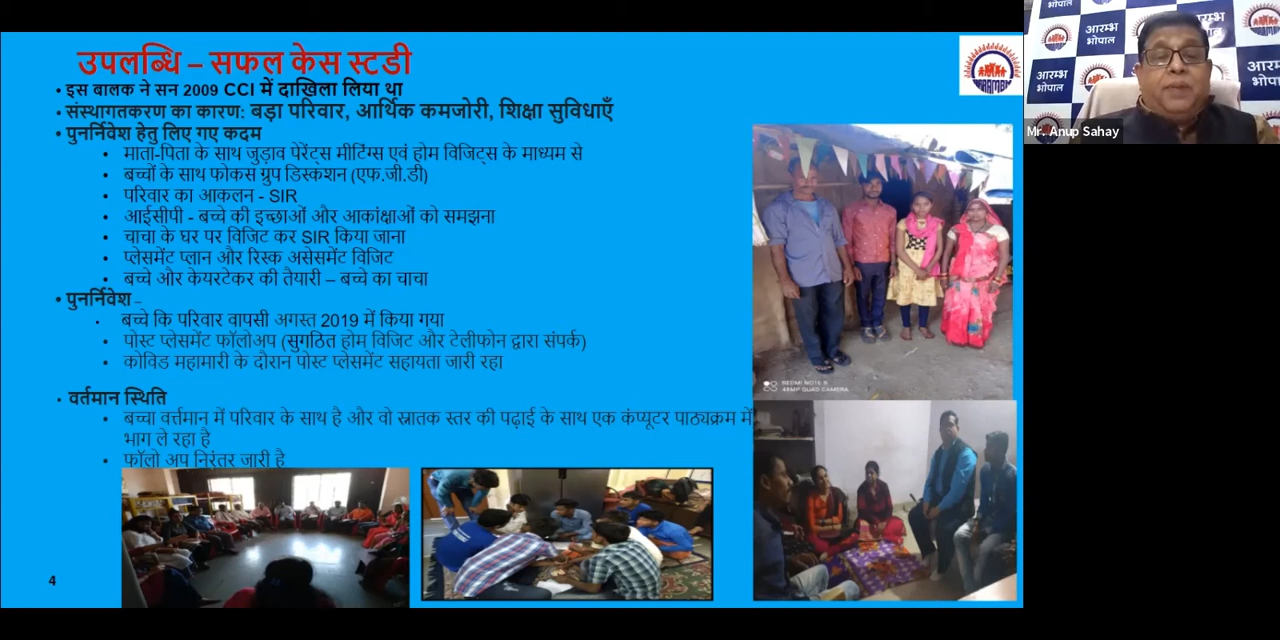 उपलब्धि – सफल केस स्टडी
• इस बालक ने सन 2009 CCI में दाखिला लिया था
• संस्थागतकरण का कारण: बड़ा परिवार, आर्थिक कमजोरी, शिक्षा सुविधाएँ
• पुनर्निवेश हेतु लिए गए कदम
• माता-पिता के साथ जुड़ाव पेरेंट्स मीटिंग्स एवं होम विजिट्स के माध्यम से
• बच्चों के साथ फोकस ग्रुप डिस्कशन (एफ.जी.डी)
• परिवार का आकलन - SIR
• आईसीपी - बच्चे की इच्छाओं और आकांक्षाओं को समझना
• चाचा के घर पर विजिट कर SIR किया जाना
• प्लेसमेंट प्लान और रिस्क असेसमेंट विजिट
• बच्चे और केयरटेकर की तैयारी – बच्चे का चाचा
• पुनर्निवेश –
• बच्चे कि परिवार वापसी अगस्त 2019 में किया गया
• पोस्ट प्लेसमेंट फॉलोअप (सुगठित होम विजिट और टेलीफोन द्वारा संपर्क)
• कोविड महामारी के दौरान पोस्ट प्लेसमेंट सहायता जारी रहा
• वर्तमान स्थिति
• बच्चा वर्त्तमान में परिवार के साथ है और वो स्नातक स्तर की पढ़ाई के साथ एक कंप्यूटर पाठ्यक्रम में
भाग ले रहा है
• फॉलो अप निरंतर जारी है
4
REDMI NOTE 9
48MP QUAD CAMERA
AARAMBH
आरम्भ
भोपाल
आरम्भ
भोपाल
Mr. Anup Sahay